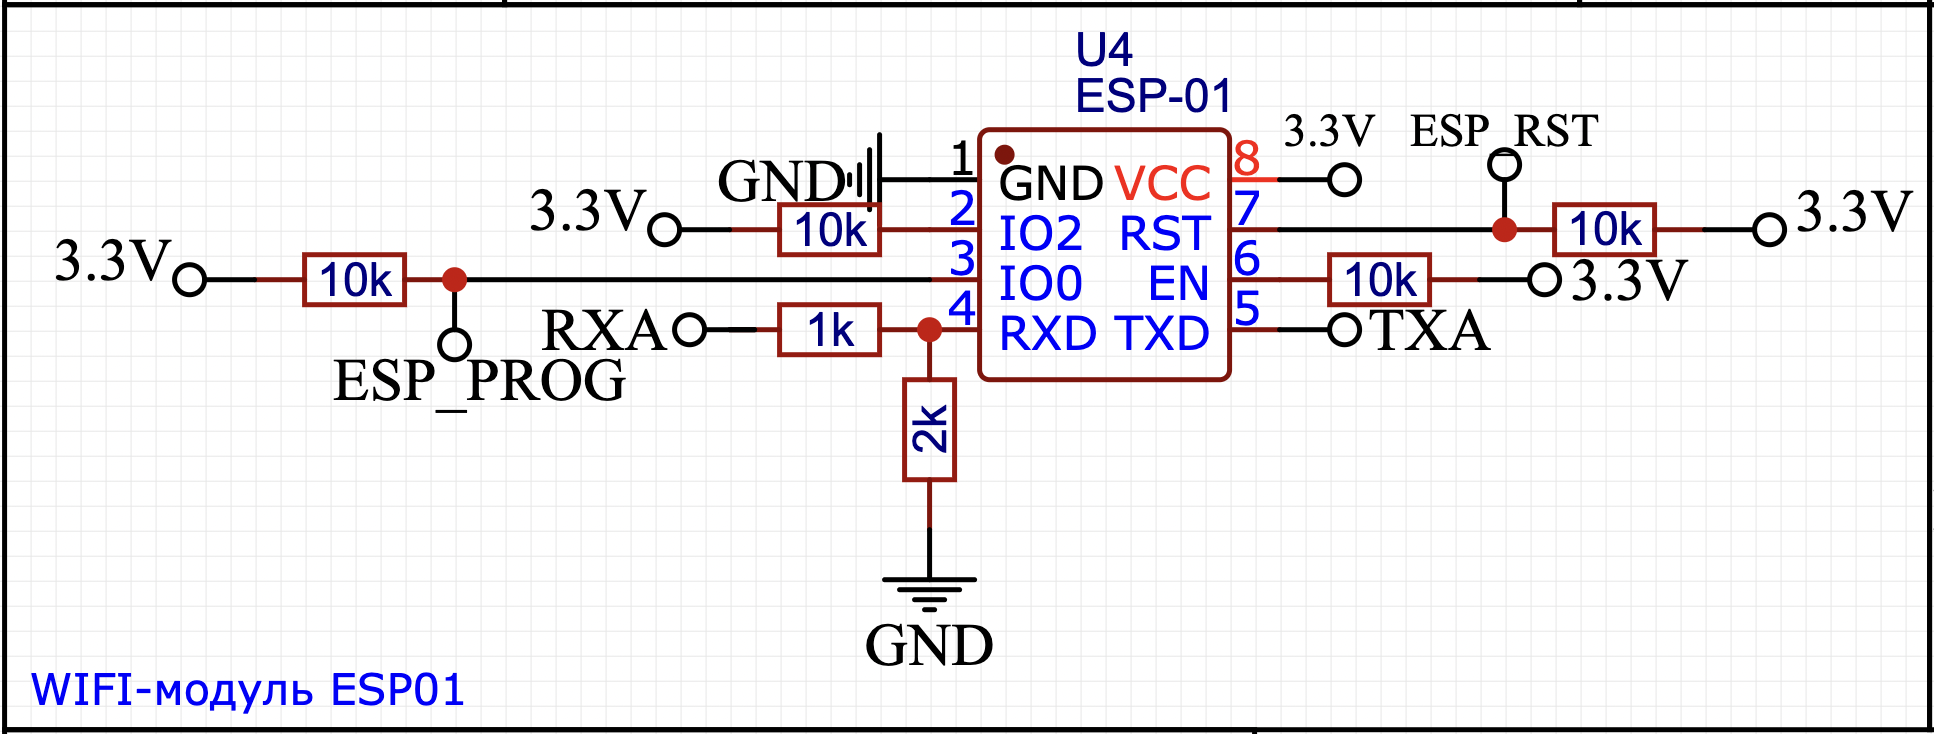 U4
ESP-01
3.3V ESP_RST
1 8
GND GND VCC
3.3V 2 7 3.3V
10k IO2 RST 10k
3.3V 3 6
10k IO0 EN 10k 3.3V
4 5
RXA 1k RXD TXD TXA
ESP_PROG
2k
GND
WIFI-модуль ESP01